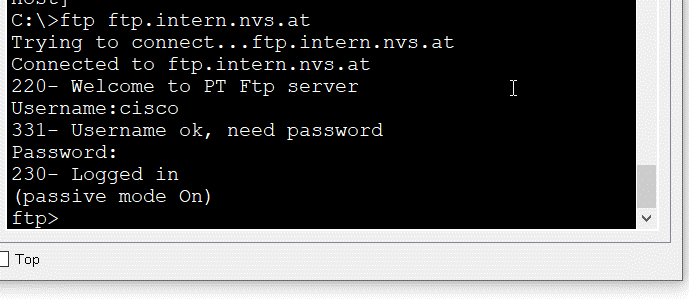 host]
C:\>ftp ftp.intern.nvs.at
Trying to connect...ftp.intern.nvs.at
Connected to ftp.intern.nvs.at
220- Welcome to PT Ftp server
Username:cisco
331- Username ok, need password
Password:
230- Logged in
(passive mode On)
ftp>
Top